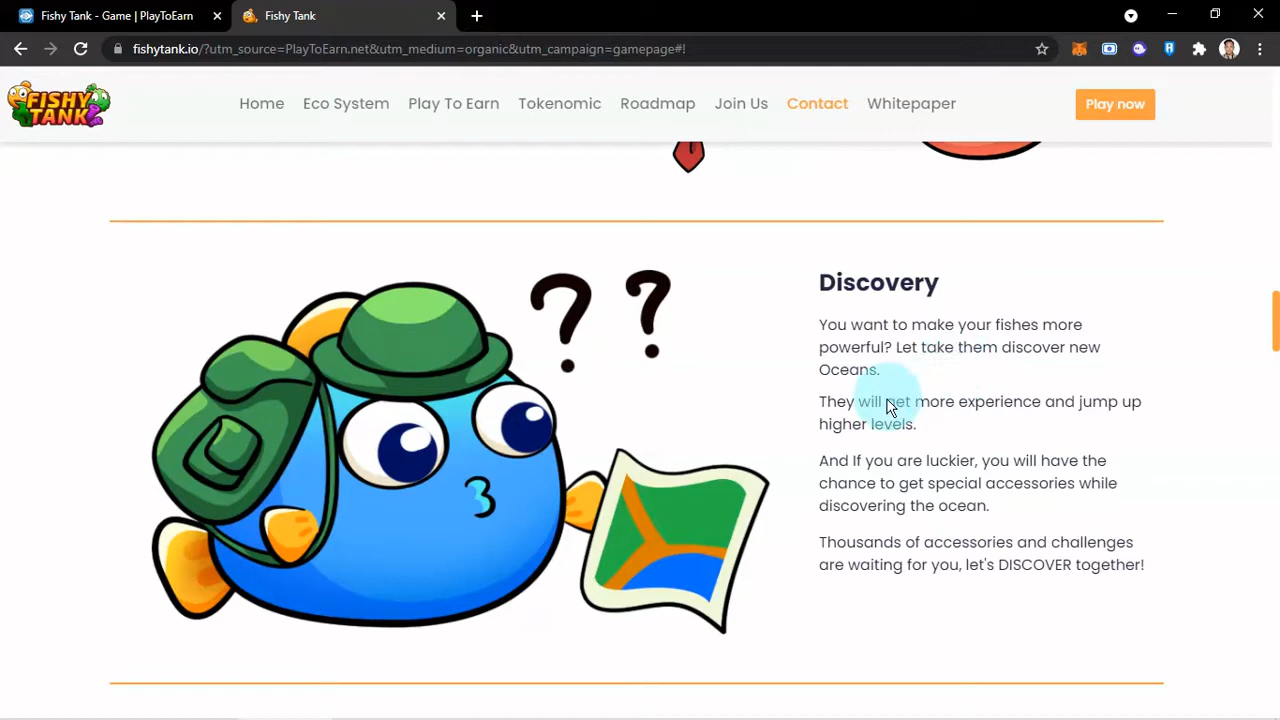 Fishy Tank - Game | PlayToEarn
Fishy Tank
fishytank.io/?utm_source=PlayToEarn.net&utm_medium=organic&utm_campaign=gamepage#!
FISHY
TANK
Home Eco System Play To Earn Tokenomic Roadmap Join Us Contact Whitepaper Play now
? ?
Discovery
You want to make your fishes more
powerful? Let take them discover new
Oceans.
They will get more experience and jump up
higher levels.
And If you are luckier, you will have the
chance to get special accessories while
discovering the ocean.
Thousands of accessories and challenges
are waiting for you, let's DISCOVER together!